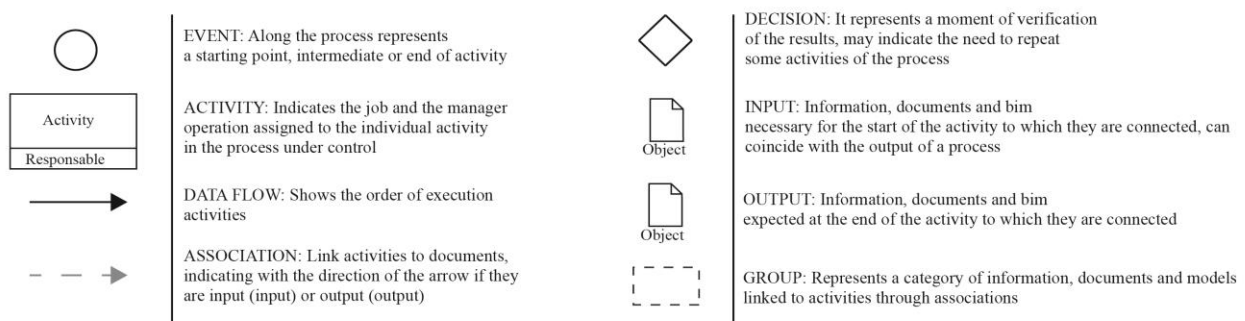 EVENT: Along the process represents
a starting point, intermediate or end of activity
Activity
Responsable
ACTIVITY: Indicates the job and the manager
operation assigned to the individual activity
in the process under control
DATA FLOW: Shows the order of execution
activities
ASSOCIATION: Link activities to documents,
indicating with the direction of the arrow if they
are input (input) or output (output)
DECISION: It represents a moment of verification
of the results, may indicate the need to repeat
some activities of the process
Object
INPUT: Information, documents and bim
necessary for the start of the activity to which they are connected, can
coincide with the output of a process
Object
OUTPUT: Information, documents and bim
expected at the end of the activity to which they are connected
GROUP: Represents a category of information, documents and models
linked to activities through associations